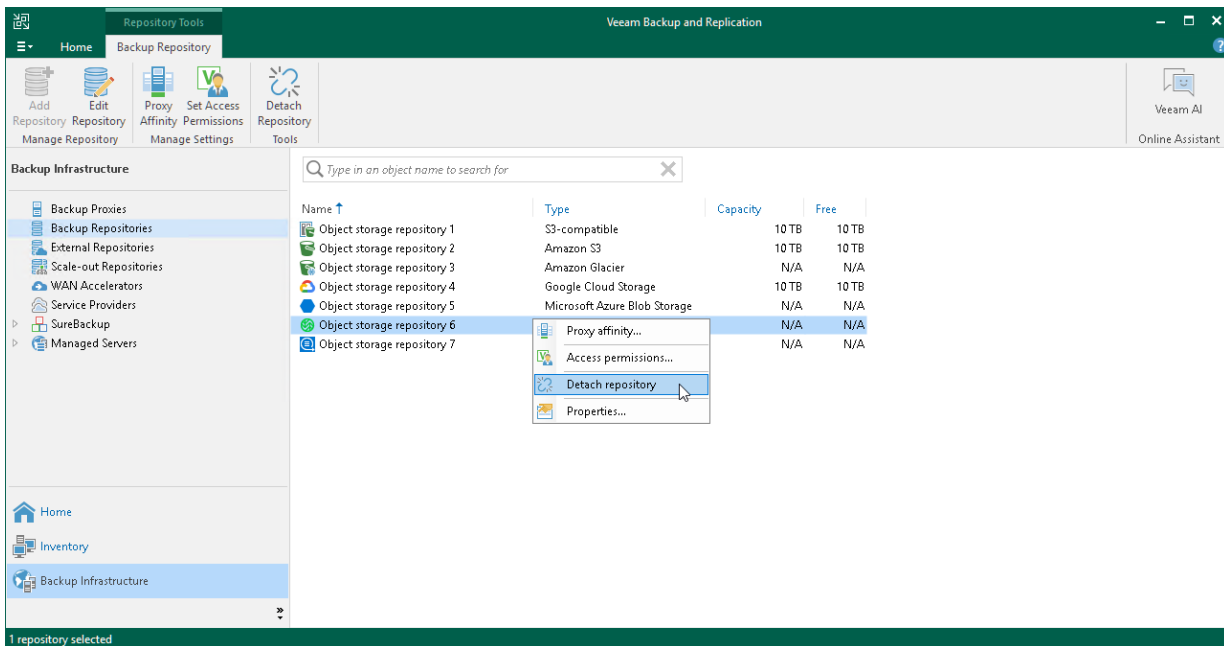 Repository Tools
Veeam Backup and Replication
Home Backup Repository
Add Repository
Edit Repository
Proxy Affinity
Set Access Permissions
Detach Repository
Veeam AI
Manage Repository Manage Settings Tools Online Assistant
Backup Infrastructure
Type in an object name to search for
Backup Proxies
Backup Repositories
External Repositories
Scale-out Repositories
WAN Accelerators
Service Providers
SureBackup
Managed Servers
Name Type Capacity Free
Object storage repository 1 S3-compatible 10 TB 10 TB
Object storage repository 2 Amazon S3 10 TB 10 TB
Object storage repository 3 Amazon Glacier N/A N/A
Object storage repository 4 Google Cloud Storage 10 TB 10 TB
Object storage repository 5 Microsoft Azure Blob Storage N/A N/A
Object storage repository 6 N/A N/A
Object storage repository 7 N/A N/A
Proxy affinity...
Access permissions...
Detach repository
Properties...
Home
Inventory
Backup Infrastructure
1 repository selected